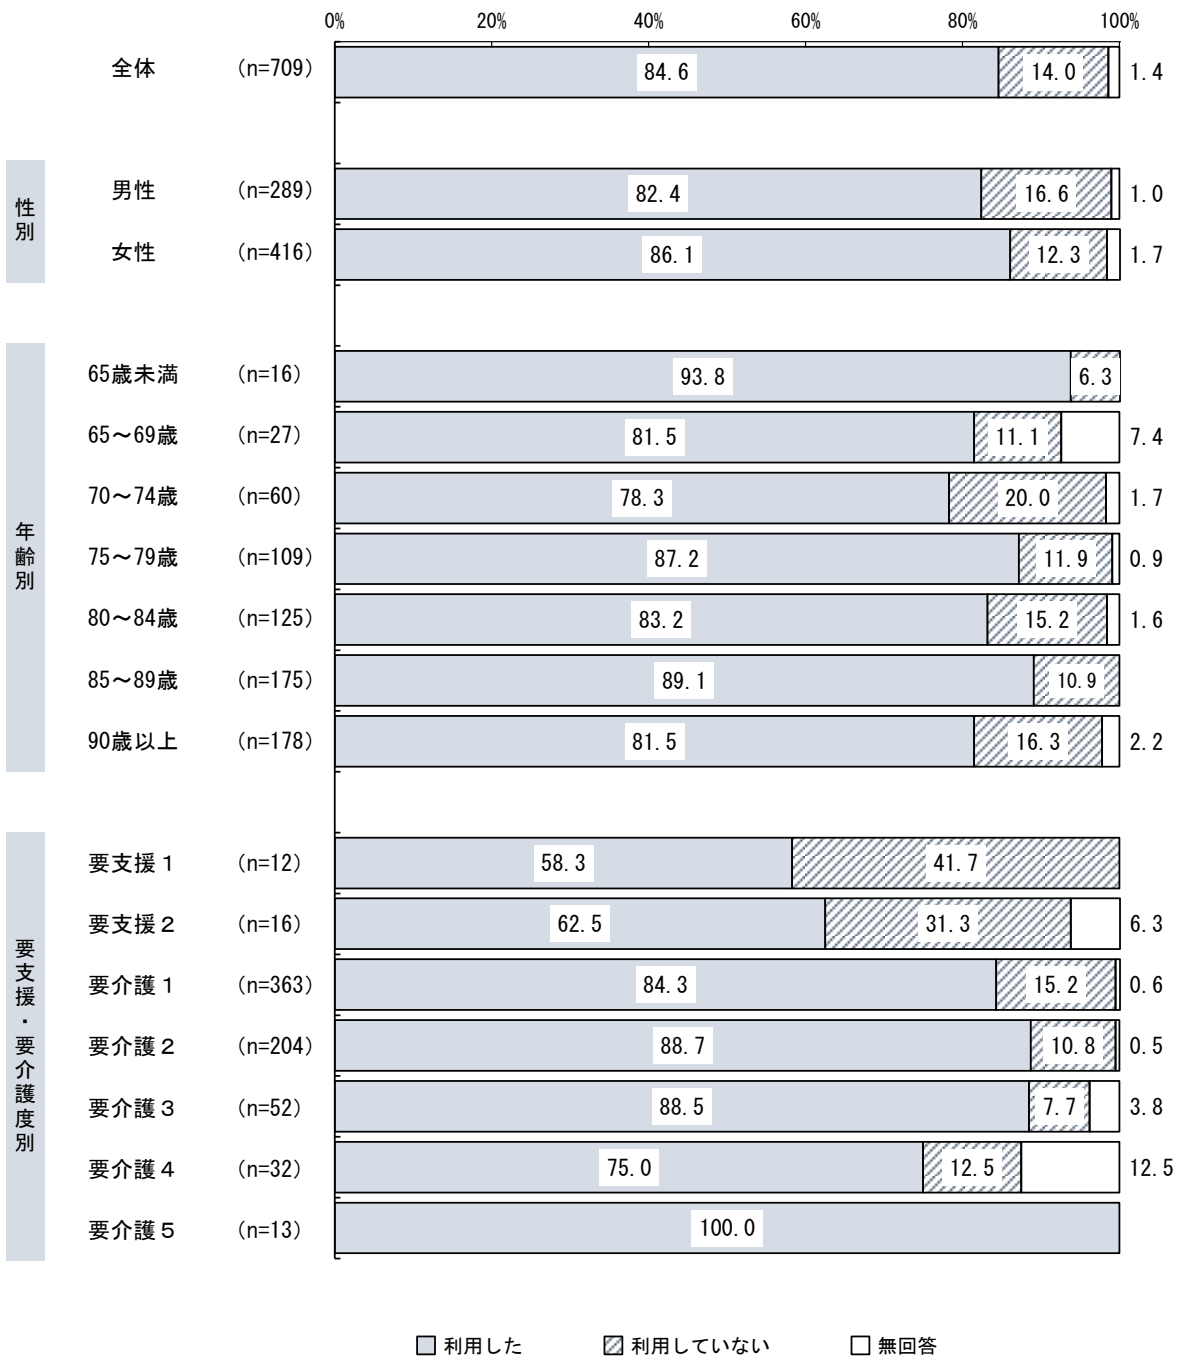 0% 20% 40% 60% 80% 100%
全体 (n=709) 84.6 14.0 1.4
性別
男性 (n=289) 82.4 16.6 1.0
女性 (n=416) 86.1 12.3 1.7
年齢別
65歳未満 (n=16) 93.8 6.3
65～69歳 (n=27) 81.5 11.1 7.4
70～74歳 (n=60) 78.3 20.0 1.7
75～79歳 (n=109) 87.2 11.9 0.9
80～84歳 (n=125) 83.2 15.2 1.6
85～89歳 (n=175) 89.1 10.9
90歳以上 (n=178) 81.5 16.3 2.2
要支援・要介護度別
要支援１ (n=12) 58.3 41.7
要支援２ (n=16) 62.5 31.3 6.3
要介護１ (n=363) 84.3 15.2 0.6
要介護２ (n=204) 88.7 10.8 0.5
要介護３ (n=52) 88.5 7.7 3.8
要介護４ (n=32) 75.0 12.5 12.5
要介護５ (n=13) 100.0
利用した 利用していない 無回答